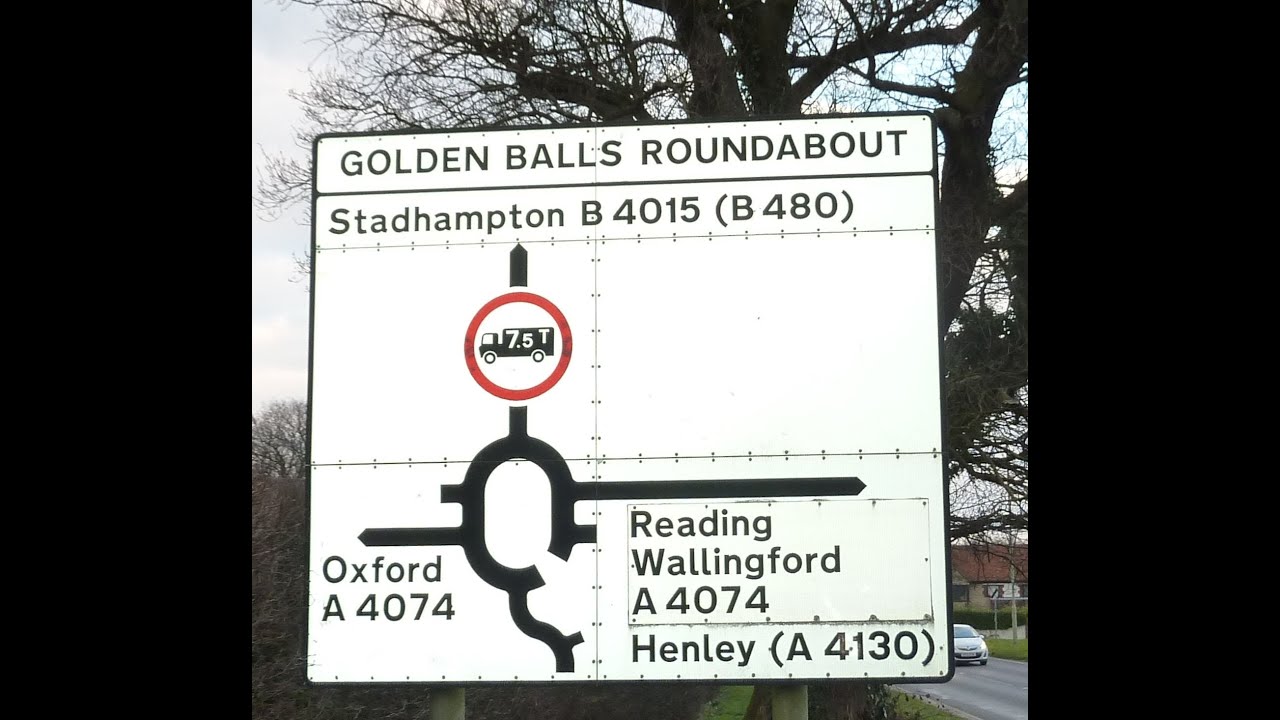 GOLDEN BALLS ROUNDABOUT
Stadhampton B 4015 (B 480)
7.5 T
Oxford
A 4074
Reading
Wallingford
A 4074
Henley (A 4130)